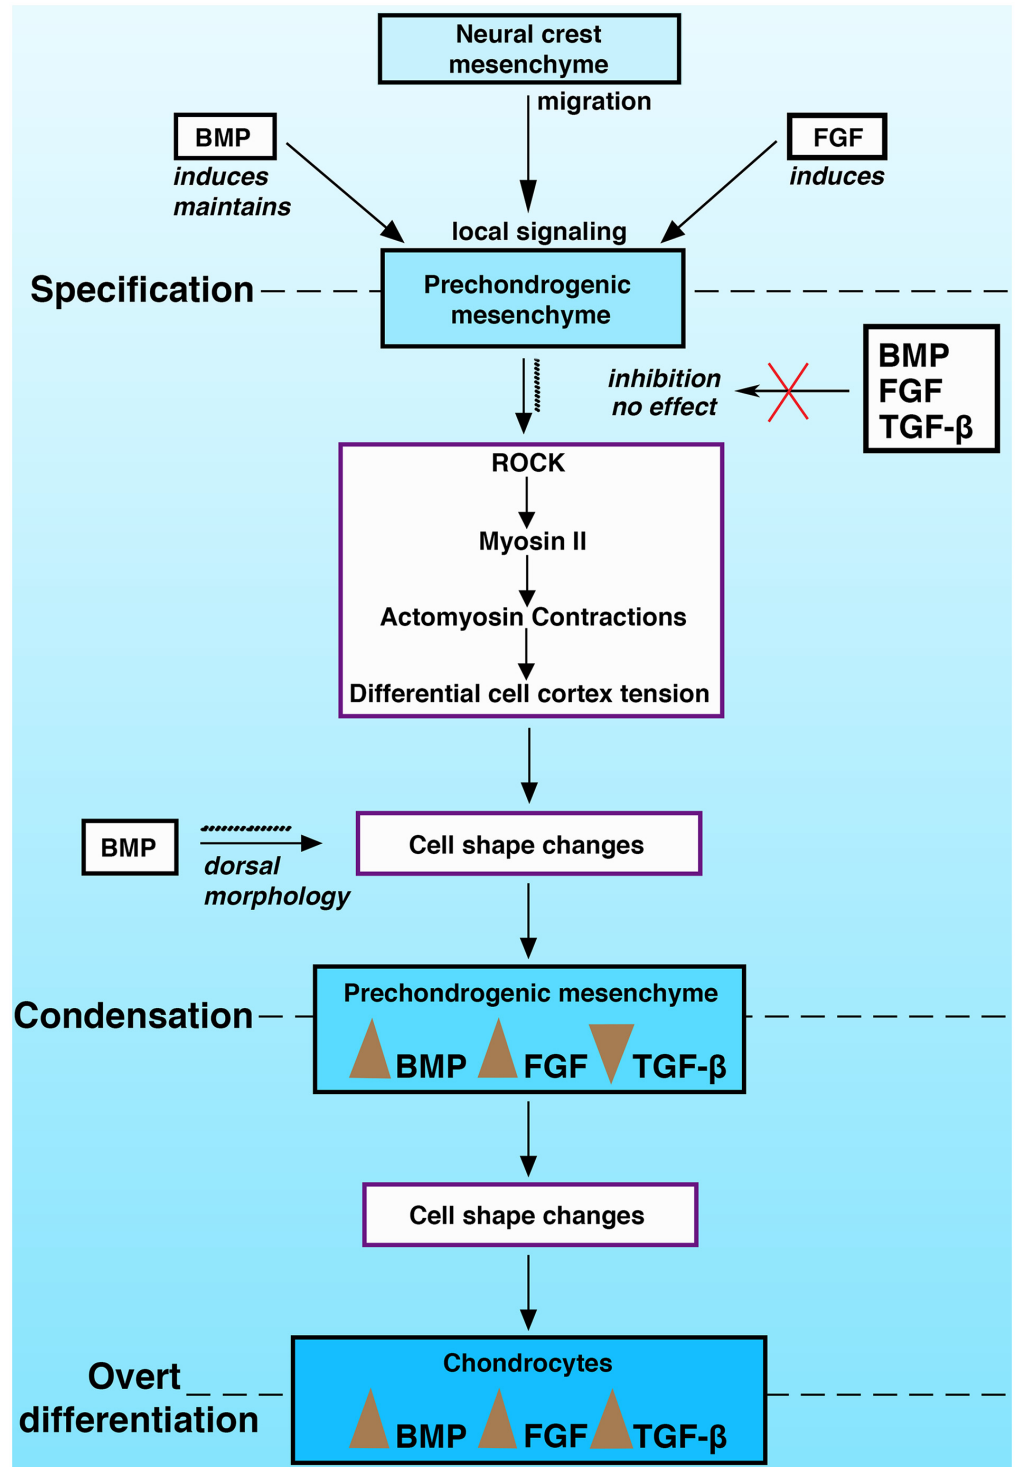 Neural crest
mesenchyme
migration
BMP
induces
maintains
FGF
induces
local signaling
Specification
Prechondrogenic
mesenchyme
inhibition
no effect
BMP
FGF
TGF-β
ROCK
Myosin II
Actomyosin Contractions
Differential cell cortex tension
BMP
dorsal
morphology
Cell shape changes
Condensation
Prechondrogenic mesenchyme
BMP FGF TGF-β
Cell shape changes
Overt
differentiation
Chondrocytes
BMP FGF TGF-β